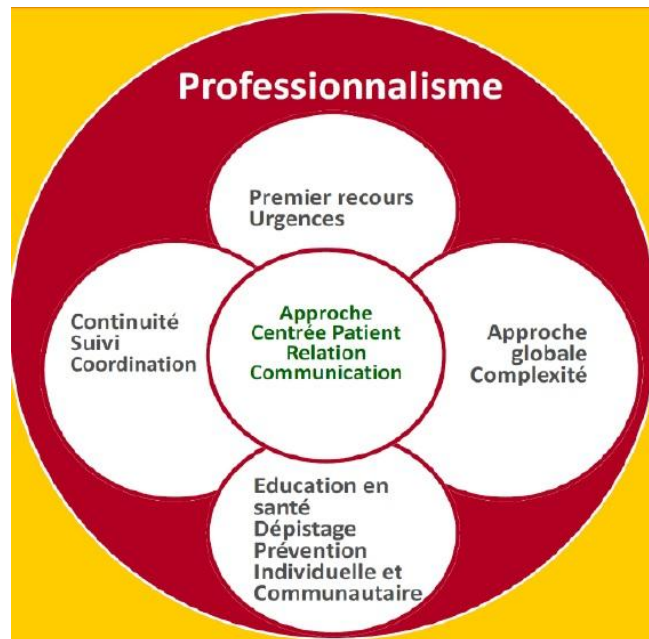 Professionnalisme
Premier recours
Urgences
Continuité
Suivi
Coordination
Approche
Centrée Patient
Relation
Communication
Approche
globale
Complexité
Education en
santé
Dépistage
Prévention
Individuelle et
Communautaire